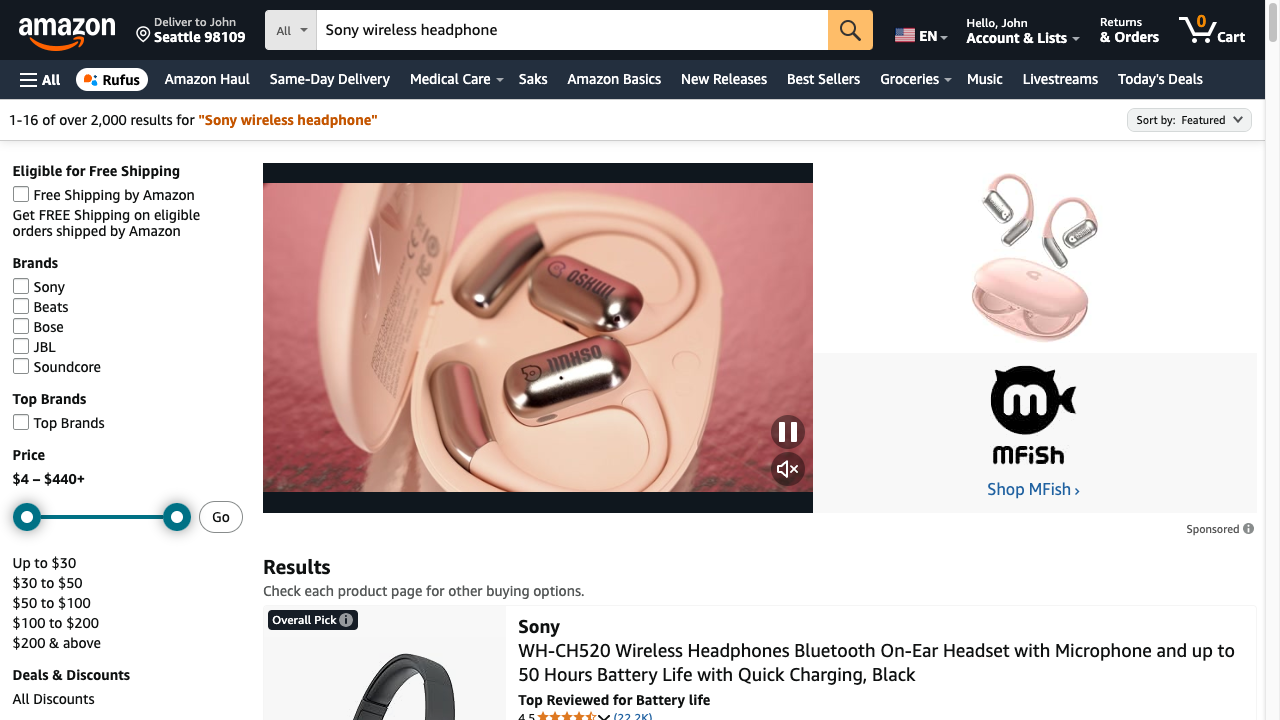 amazon
Deliver to John
Seattle 98109
All
Sony wireless headphone
EN
Hello, John
Account & Lists
Returns
& Orders
0
Cart
All
Rufus
Amazon Haul
Same-Day Delivery
Medical Care
Saks
Amazon Basics
New Releases
Best Sellers
Groceries
Music
Livestreams
Today's Deals
1-16 of over 2,000 results for "Sony wireless headphone"
Sort by: Featured
Eligible for Free Shipping
Free Shipping by Amazon
Get FREE Shipping on eligible
orders shipped by Amazon
Brands
Sony
Beats
Bose
JBL
Soundcore
Top Brands
Top Brands
Price
$4 – $440+
Go
Up to $30
$30 to $50
$50 to $100
$100 to $200
$200 & above
Deals & Discounts
All Discounts
MFiSh
Shop MFish ›
Sponsored
Results
Check each product page for other buying options.
Overall Pick
Sony
WH-CH520 Wireless Headphones Bluetooth On-Ear Headset with Microphone and up to
50 Hours Battery Life with Quick Charging, Black
Top Reviewed for Battery life
4.5
(22.2K)